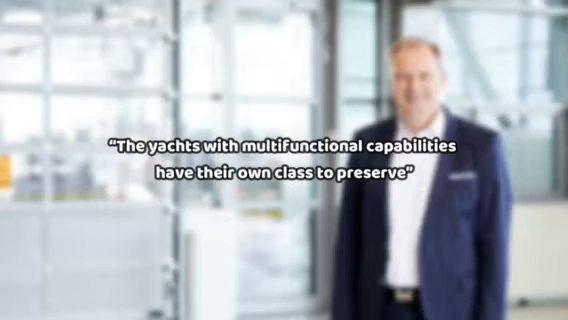 “The yachts with multifunctional capabilities
have their own class to preserve”